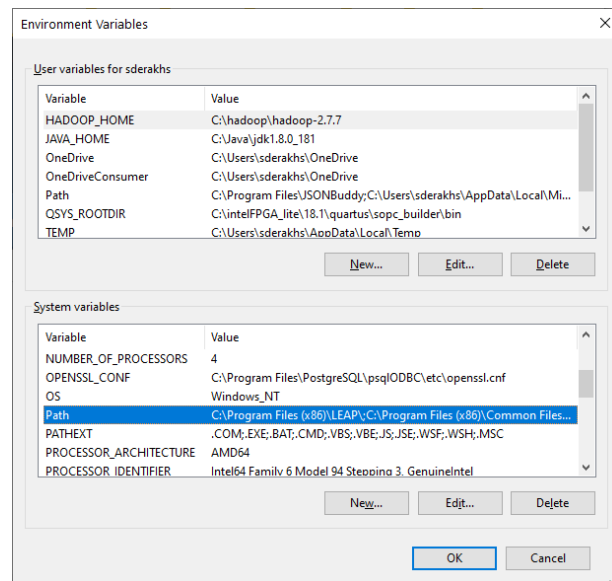 Environment Variables
User variables for sderakhs
Variable Value
HADOOP_HOME C:\hadoop\hadoop-2.7.7
JAVA_HOME C:\Java\jdk1.8.0_181
OneDrive C:\Users\sderakhs\OneDrive
OneDriveConsumer C:\Users\sderakhs\OneDrive
Path C:\Program Files\JSONBuddy;C:\Users\sderakhs\AppData\Local\Mi...
QSYS_ROOTDIR C:\intelFPGA_lite\18.1\quartus\sopc_builder\bin
TEMP C:\Users\sderakhs\AppData\Local\Temp
New... Edit... Delete
System variables
Variable Value
NUMBER_OF_PROCESSORS 4
OPENSSL_CONF C:\Program Files\PostgreSQL\psqlODBC\etc\openssl.cnf
OS Windows_NT
Path C:\Program Files (x86)\LEAP\;C:\Program Files (x86)\Common Files...
PATHEXT .COM;.EXE;.BAT;.CMD;.VBS;.VBE;.JS;.JSE;.WSF;.WSH;.MSC
PROCESSOR_ARCHITECTURE AMD64
PROCESSOR_IDENTIFIER Intel64 Family 6 Model 94 Stepping 3, GenuineIntel
New... Edit... Delete
OK Cancel